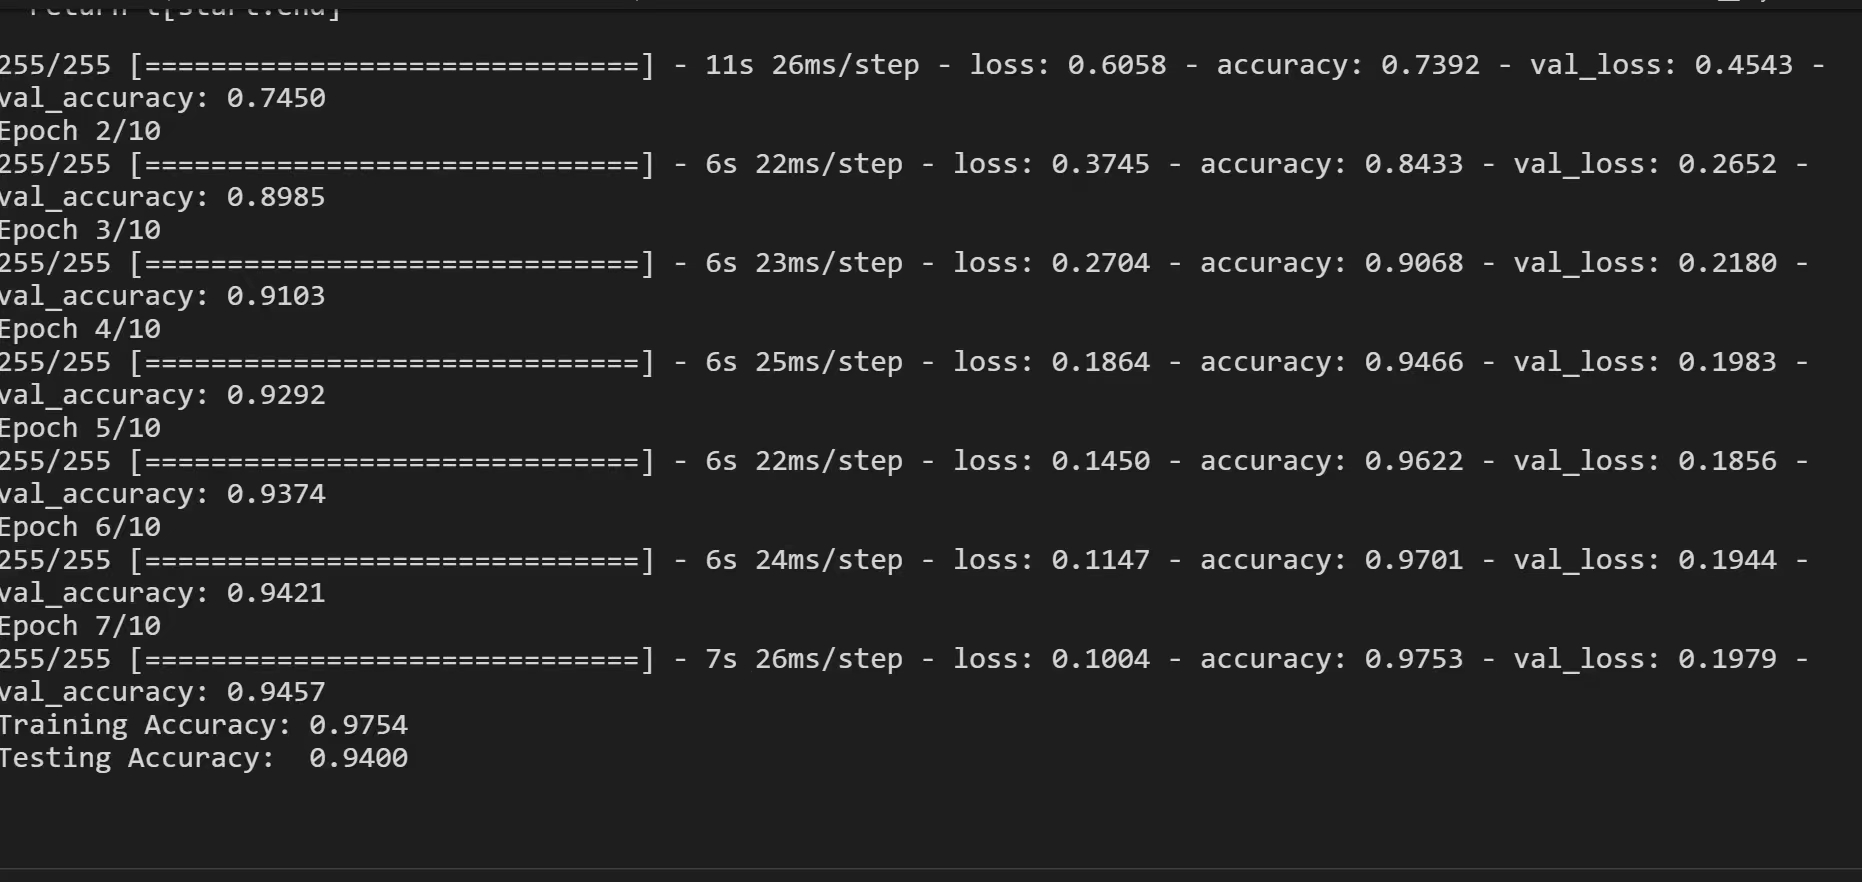 return t[start:end]
255/255 [==============================] - 11s 26ms/step - loss: 0.6058 - accuracy: 0.7392 - val_loss: 0.4543 -
val_accuracy: 0.7450
Epoch 2/10
255/255 [==============================] - 6s 22ms/step - loss: 0.3745 - accuracy: 0.8433 - val_loss: 0.2652 -
val_accuracy: 0.8985
Epoch 3/10
255/255 [==============================] - 6s 23ms/step - loss: 0.2704 - accuracy: 0.9068 - val_loss: 0.2180 -
val_accuracy: 0.9103
Epoch 4/10
255/255 [==============================] - 6s 25ms/step - loss: 0.1864 - accuracy: 0.9466 - val_loss: 0.1983 -
val_accuracy: 0.9292
Epoch 5/10
255/255 [==============================] - 6s 22ms/step - loss: 0.1450 - accuracy: 0.9622 - val_loss: 0.1856 -
val_accuracy: 0.9374
Epoch 6/10
255/255 [==============================] - 6s 24ms/step - loss: 0.1147 - accuracy: 0.9701 - val_loss: 0.1944 -
val_accuracy: 0.9421
Epoch 7/10
255/255 [==============================] - 7s 26ms/step - loss: 0.1004 - accuracy: 0.9753 - val_loss: 0.1979 -
val_accuracy: 0.9457
Training Accuracy: 0.9754
Testing Accuracy:  0.9400